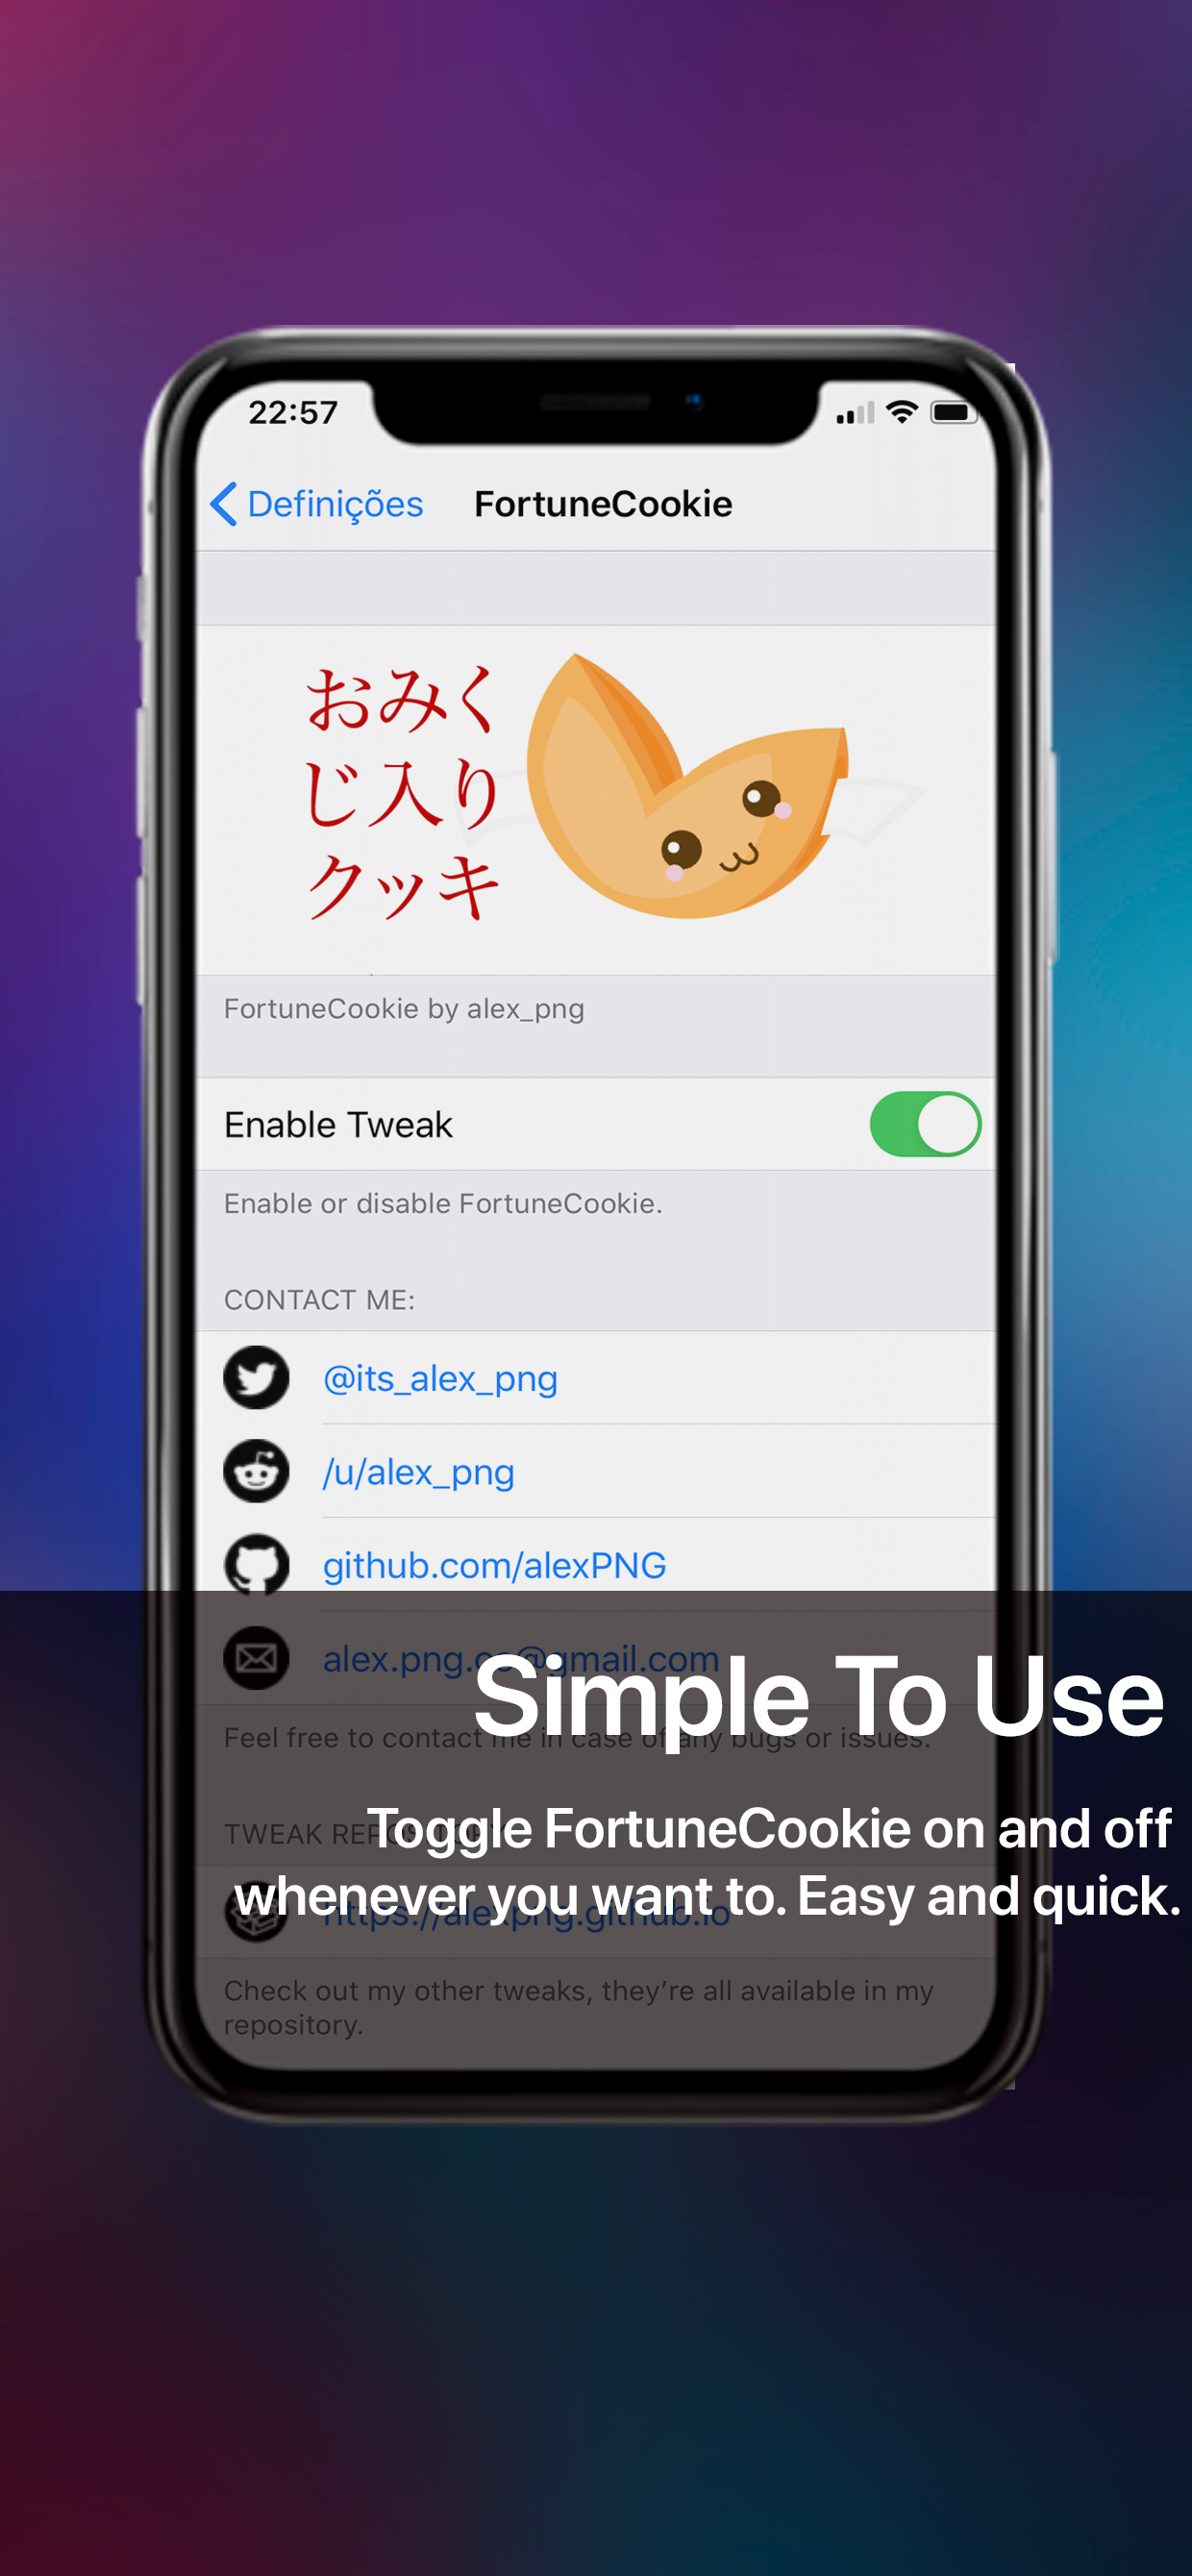 22:57
Definições
FortuneCookie
おみく
じ入り
クッキ
FortuneCookie by alex_png
Enable Tweak
Enable or disable FortuneCookie.
CONTACT ME:
@its_alex_png
/u/alex_png
github.com/alexPNG
alex.png.co@gmail.com
Simple To Use
Feel free to contact me in case of any bugs or issues.
TWEAK REPOSITORY
Toggle FortuneCookie on and off
whenever you want to. Easy and quick.
https://alexpng.github.io
Check out my other tweaks, they’re all available in my
repository.